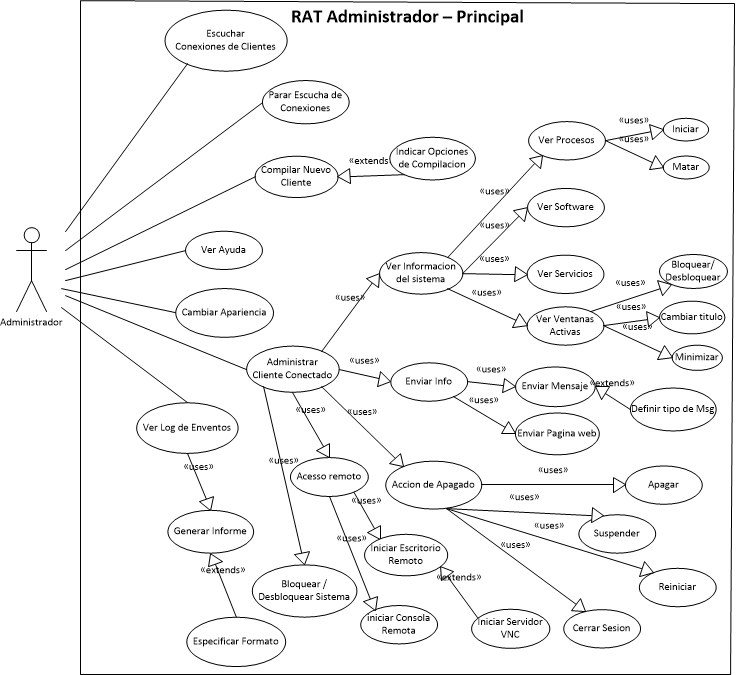 RAT Administrador – Principal
Escuchar
Conexiones de Clientes
Parar Escucha de
Conexiones
Compilar Nuevo
Cliente
«extends»
Indicar Opciones
de Compilacion
Ver Ayuda
Cambiar Apariencia
Administrador
Administrar
Cliente Conectado
«uses»
Ver Informacion
del sistema
«uses»
Ver Procesos
«uses»
Iniciar
«uses»
Matar
«uses»
Ver Software
«uses»
Ver Servicios
«uses»
Ver Ventanas
Activas
«uses»
Bloquear/
Desbloquear
«uses»
Cambiar titulo
«uses»
Minimizar
«uses»
Enviar Info
«uses»
Enviar Mensaje
«extends»
Definir tipo de Msg
«uses»
Enviar Pagina web
«uses»
Accion de Apagado
«uses»
Apagar
«uses»
Suspender
«uses»
Reiniciar
«uses»
Cerrar Sesion
«uses»
Acesso remoto
«uses»
Iniciar Escritorio
Remoto
«extends»
Iniciar Servidor
VNC
«uses»
iniciar Consola
Remota
«uses»
Bloquear /
Desbloquear Sistema
Ver Log de Enventos
«uses»
Generar Informe
«extends»
Especificar Formato